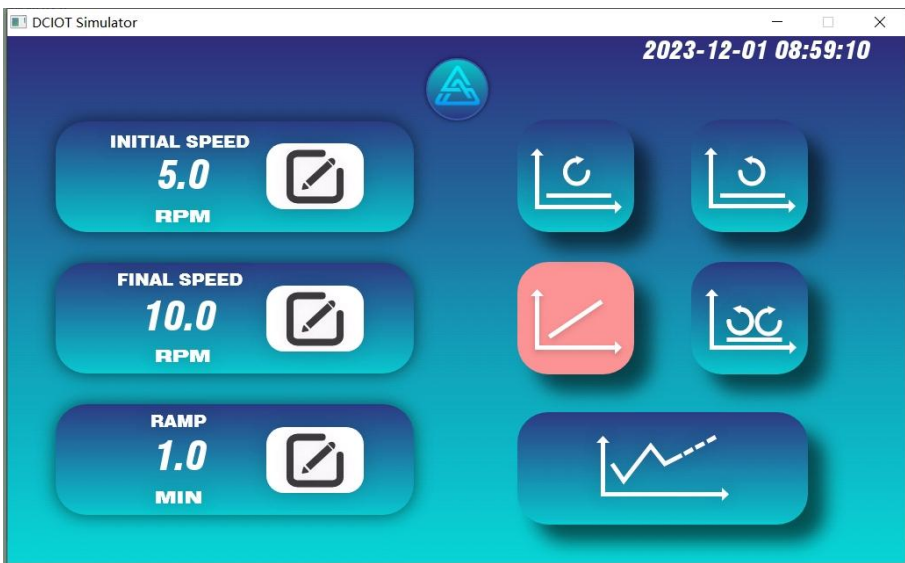 DCIOT Simulator
2023-12-01 08:59:10
INITIAL SPEED
5.0
RPM
FINAL SPEED
10.0
RPM
RAMP
1.0
MIN